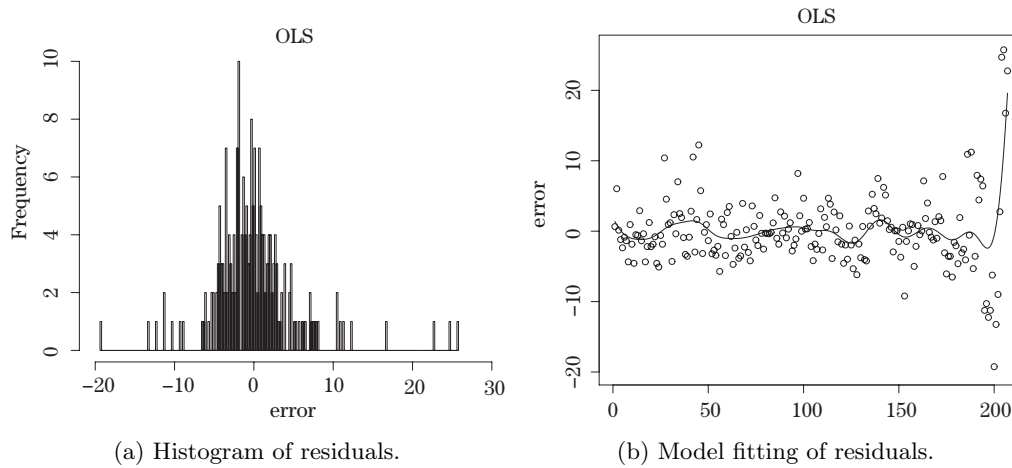 OLS
Frequency
10
8
6
4
2
0
−20 −10 0 10 20 30
error
(a) Histogram of residuals.
OLS
error
20
10
0
−10
−20
0 50 100 150 200
(b) Model fitting of residuals.